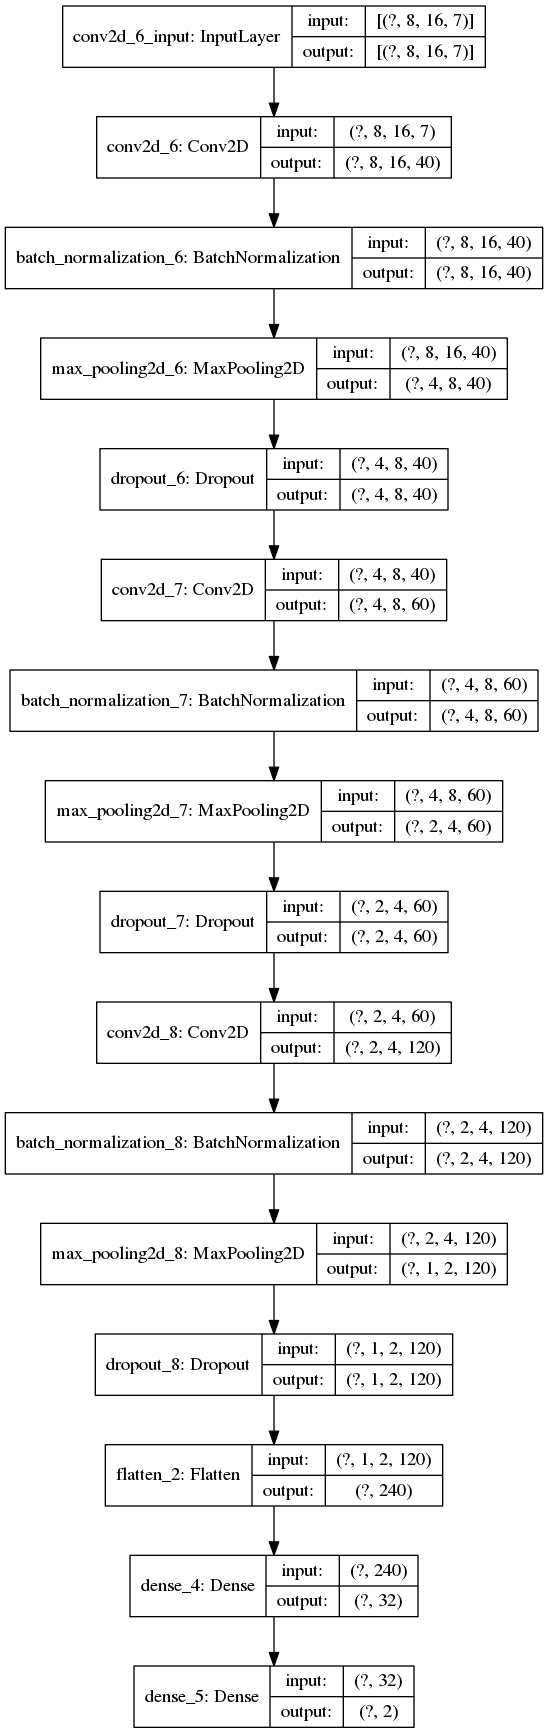 conv2d_6_input: InputLayer
input: [(?, 8, 16, 7)]
output: [(?, 8, 16, 7)]
conv2d_6: Conv2D
input: (?, 8, 16, 7)
output: (?, 8, 16, 40)
batch_normalization_6: BatchNormalization
input: (?, 8, 16, 40)
output: (?, 8, 16, 40)
max_pooling2d_6: MaxPooling2D
input: (?, 8, 16, 40)
output: (?, 4, 8, 40)
dropout_6: Dropout
input: (?, 4, 8, 40)
output: (?, 4, 8, 40)
conv2d_7: Conv2D
input: (?, 4, 8, 40)
output: (?, 4, 8, 60)
batch_normalization_7: BatchNormalization
input: (?, 4, 8, 60)
output: (?, 4, 8, 60)
max_pooling2d_7: MaxPooling2D
input: (?, 4, 8, 60)
output: (?, 2, 4, 60)
dropout_7: Dropout
input: (?, 2, 4, 60)
output: (?, 2, 4, 60)
conv2d_8: Conv2D
input: (?, 2, 4, 60)
output: (?, 2, 4, 120)
batch_normalization_8: BatchNormalization
input: (?, 2, 4, 120)
output: (?, 2, 4, 120)
max_pooling2d_8: MaxPooling2D
input: (?, 2, 4, 120)
output: (?, 1, 2, 120)
dropout_8: Dropout
input: (?, 1, 2, 120)
output: (?, 1, 2, 120)
flatten_2: Flatten
input: (?, 1, 2, 120)
output: (?, 240)
dense_4: Dense
input: (?, 240)
output: (?, 32)
dense_5: Dense
input: (?, 32)
output: (?, 2)